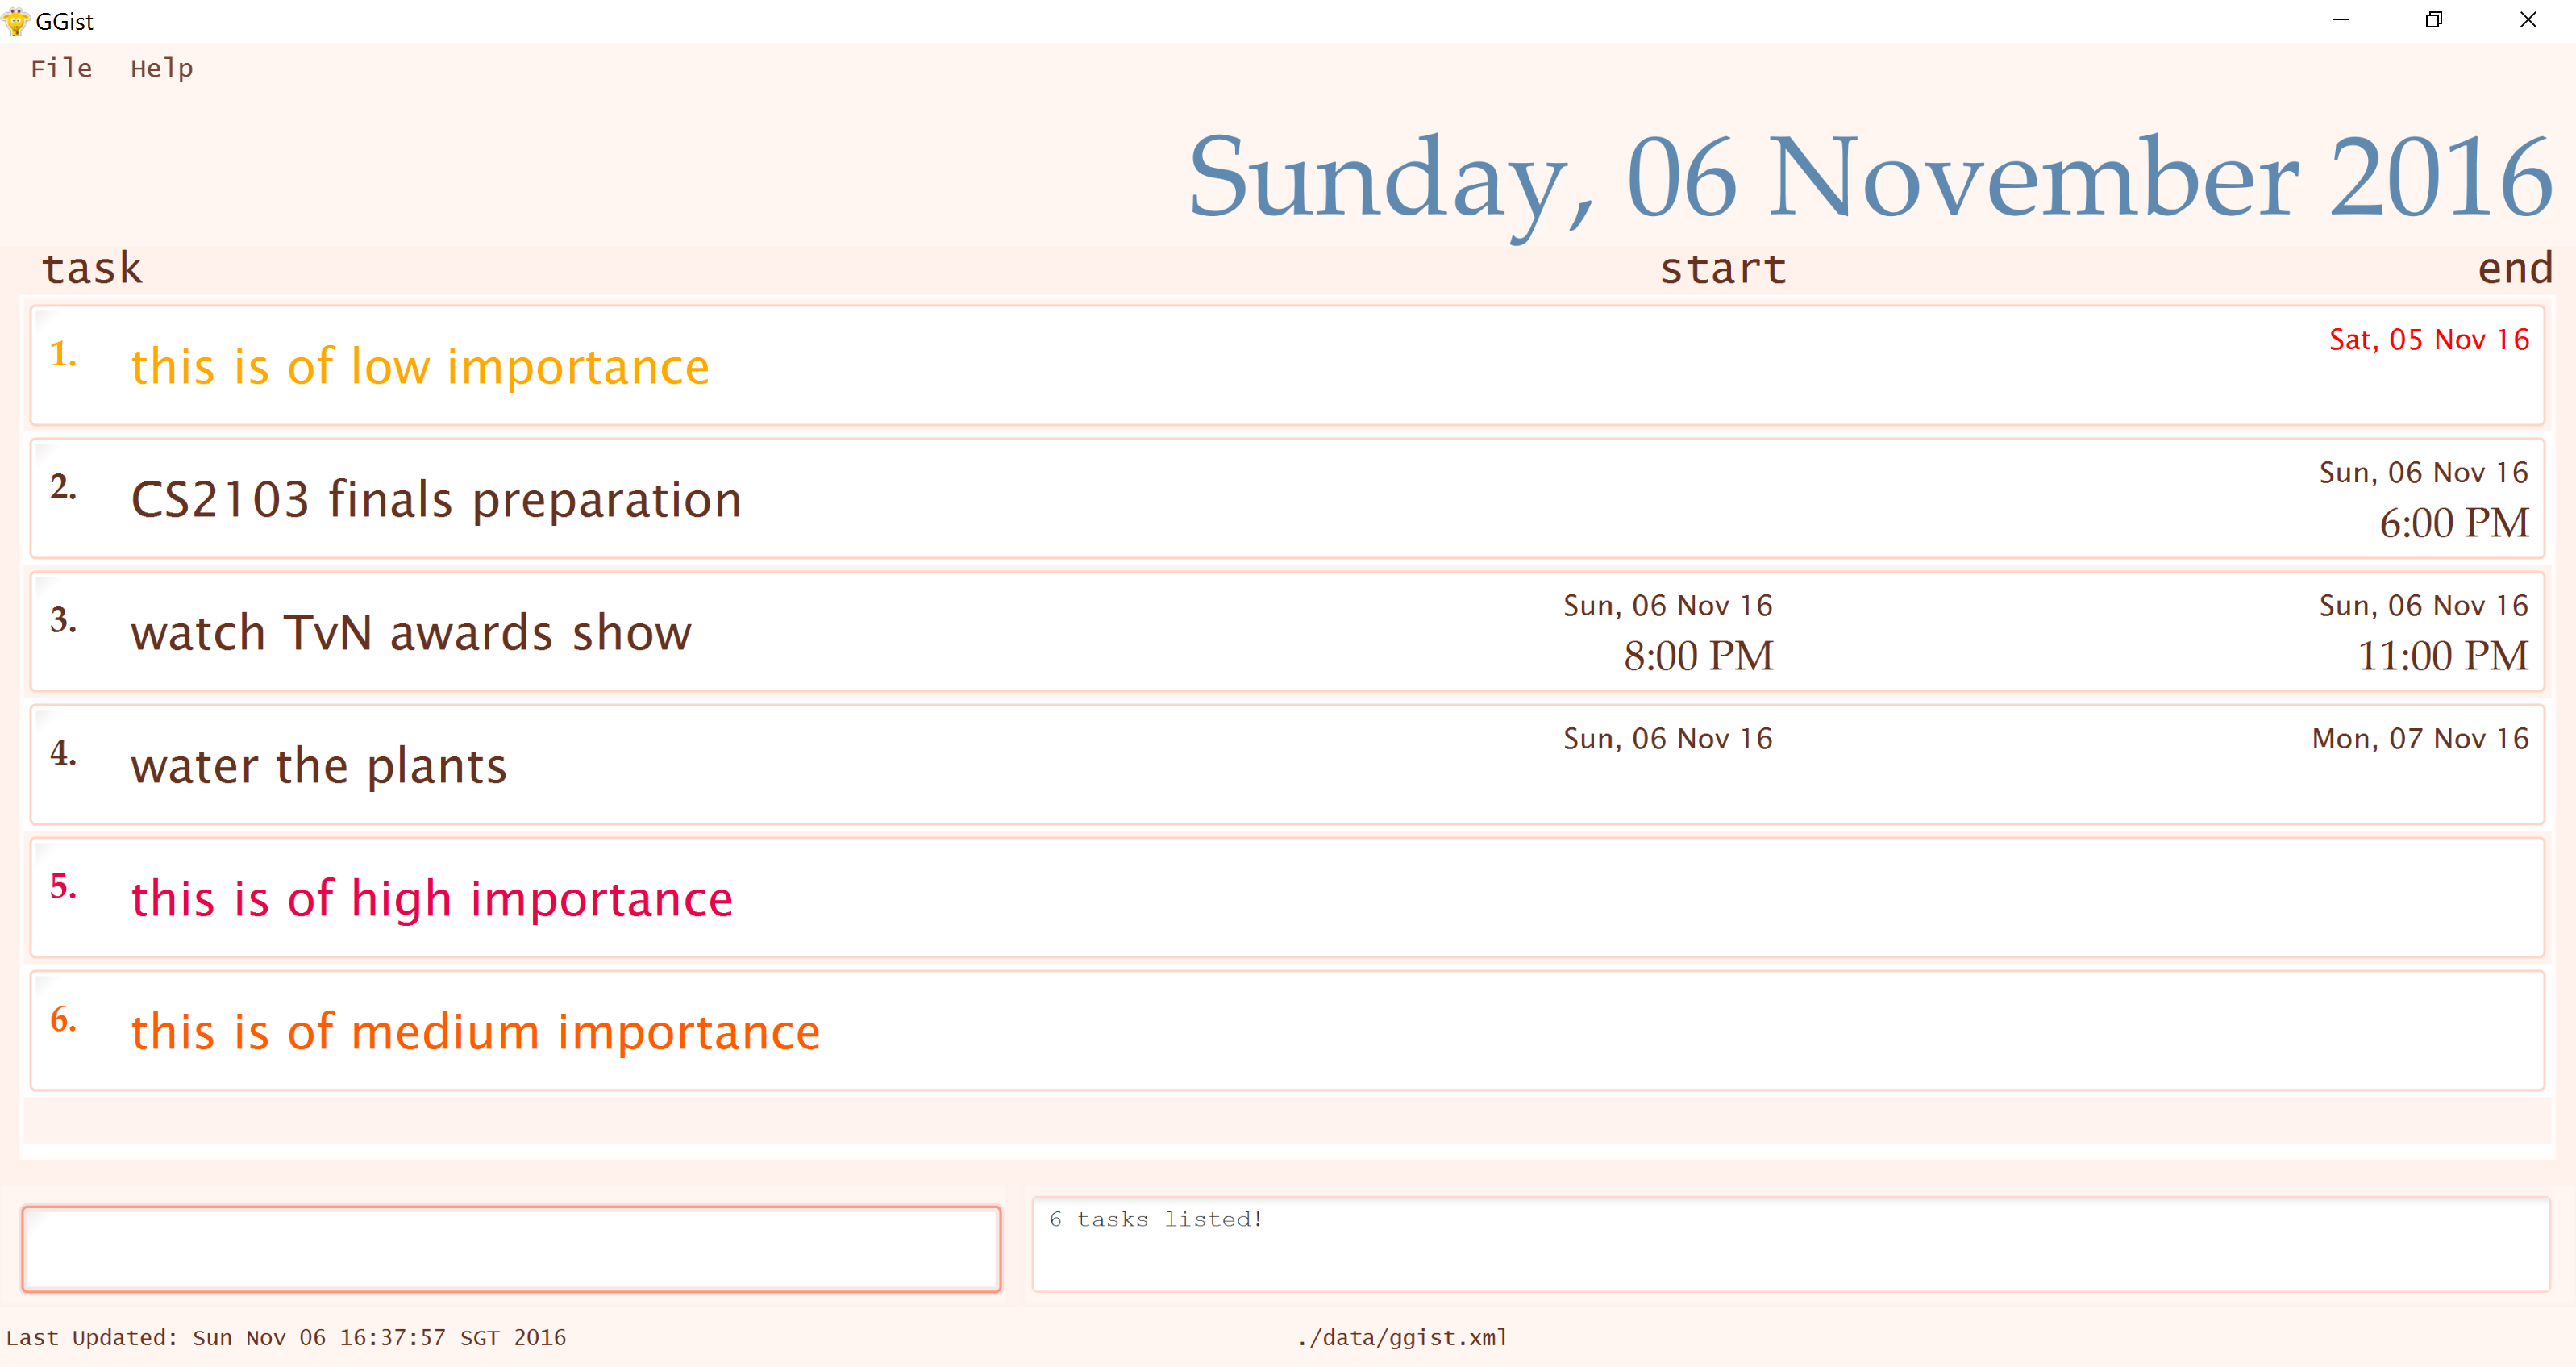 GGist
File Help
Sunday, 06 November 2016
task start end
1. this is of low importance Sat, 05 Nov 16
2. CS2103 finals preparation Sun, 06 Nov 16
6:00 PM
3. watch TvN awards show Sun, 06 Nov 16 Sun, 06 Nov 16
8:00 PM 11:00 PM
4. water the plants Sun, 06 Nov 16 Mon, 07 Nov 16
5. this is of high importance
6. this is of medium importance
6 tasks listed!
Last Updated: Sun Nov 06 16:37:57 SGT 2016 ./data/ggist.xml